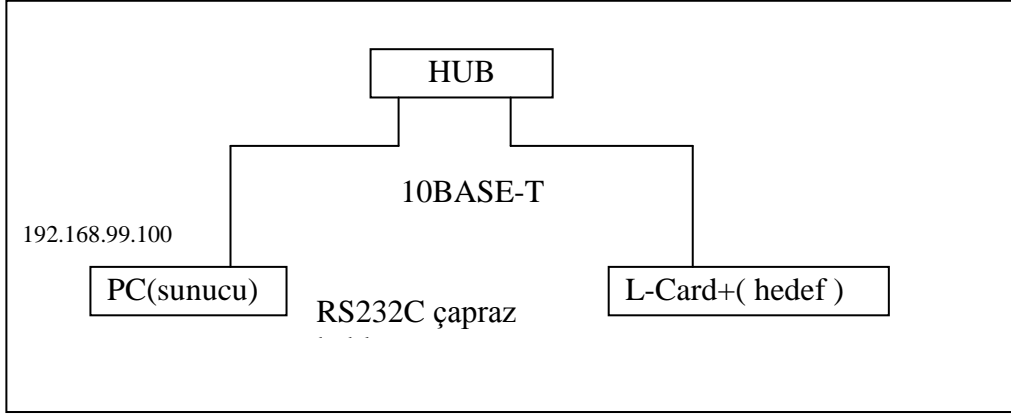 HUB
10BASE-T
192.168.99.100
PC(sunucu)
L-Card+( hedef )
RS232C çapraz